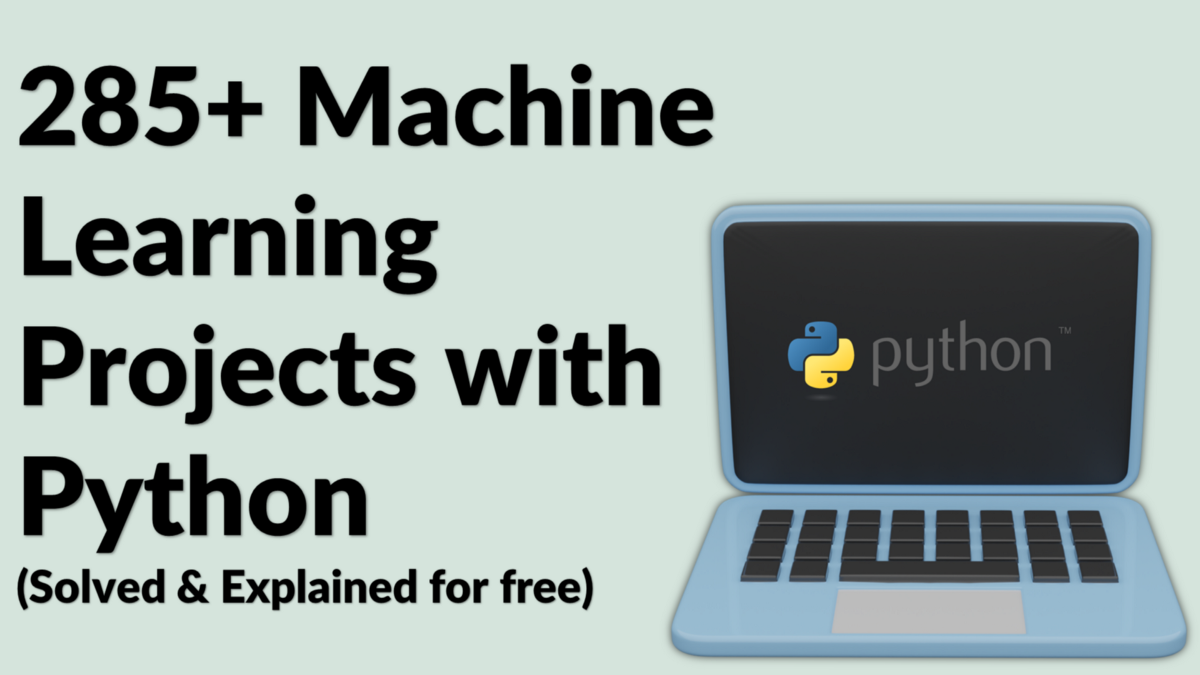 285+ Machine
Learning
Projects with
Python
(Solved & Explained for free)
python™